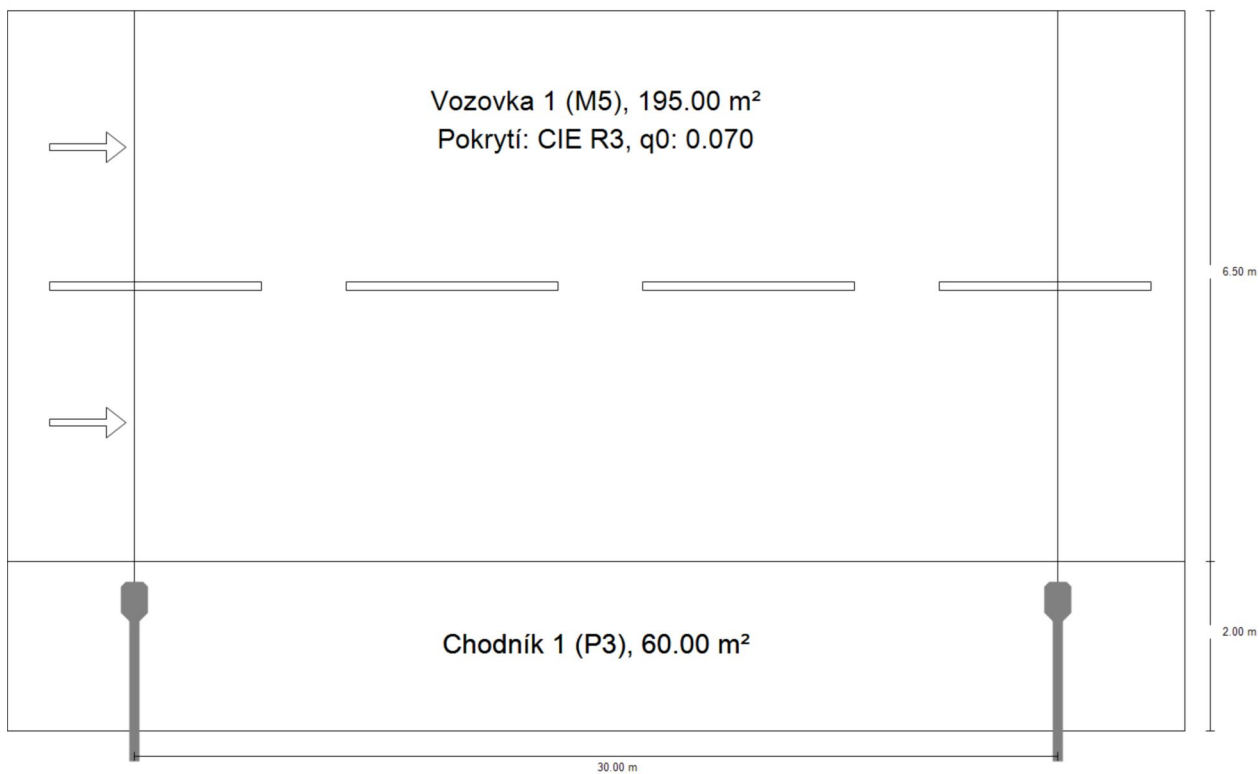 Vozovka 1 (M5), 195.00 m²
Pokrytí: CIE R3, q0: 0.070
6.50 m
Chodník 1 (P3), 60.00 m²
2.00 m
30.00 m